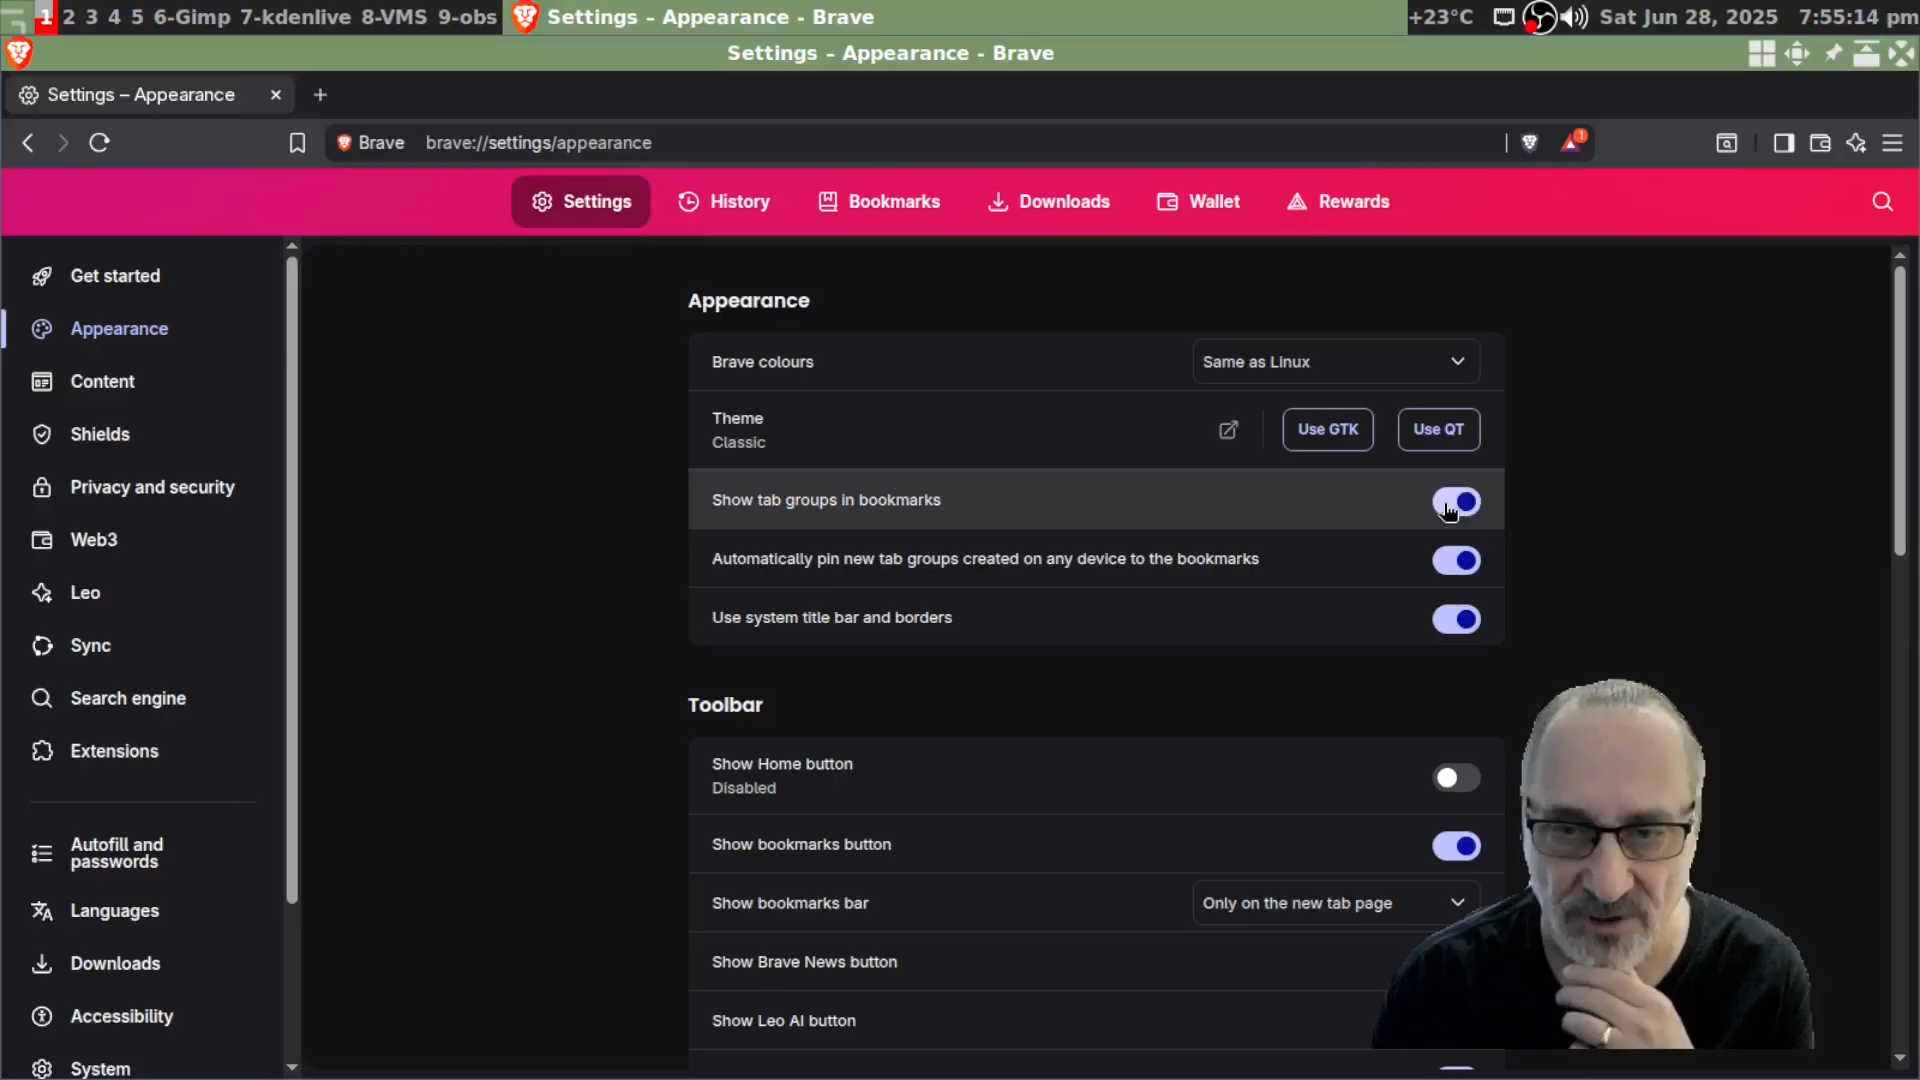 1 2 3 4 5 6-Gimp 7-kdenlive 8-VMS 9-obs Settings – Appearance - Brave +23°C Sat Jun 28, 2025 7:55:14 pm
Settings – Appearance - Brave
Settings – Appearance
Brave brave://settings/appearance 1
Settings History Bookmarks Downloads Wallet Rewards
Get started
Appearance
Content
Shields
Privacy and security
Web3
Leo
Sync
Search engine
Extensions
Autofill and
passwords
Languages
Downloads
Accessibility
System
Appearance
Brave colours Same as Linux
Theme
Classic
Use GTK Use QT
Show tab groups in bookmarks
Automatically pin new tab groups created on any device to the bookmarks
Use system title bar and borders
Toolbar
Show Home button
Disabled
Show bookmarks button
Show bookmarks bar Only on the new tab page
Show Brave News button
Show Leo AI button